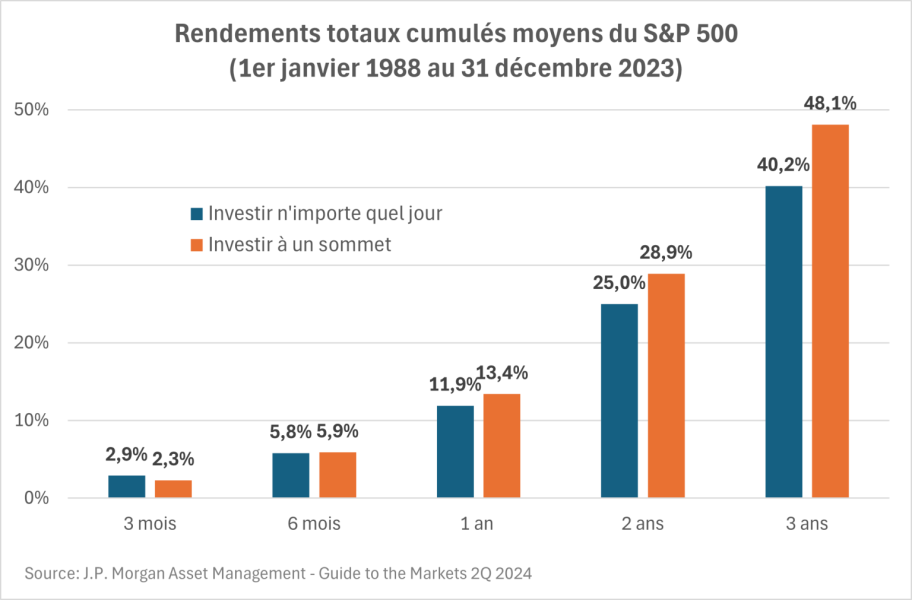 Rendements totaux cumulés moyens du S&P 500
(1er janvier 1988 au 31 décembre 2023)
50%
40%
30%
20%
10%
0%
Investir n'importe quel jour
Investir à un sommet
2,9% 2,3%
5,8% 5,9%
11,9% 13,4%
25,0% 28,9%
40,2% 48,1%
3 mois 6 mois 1 an 2 ans 3 ans
Source: J.P. Morgan Asset Management - Guide to the Markets 2Q 2024